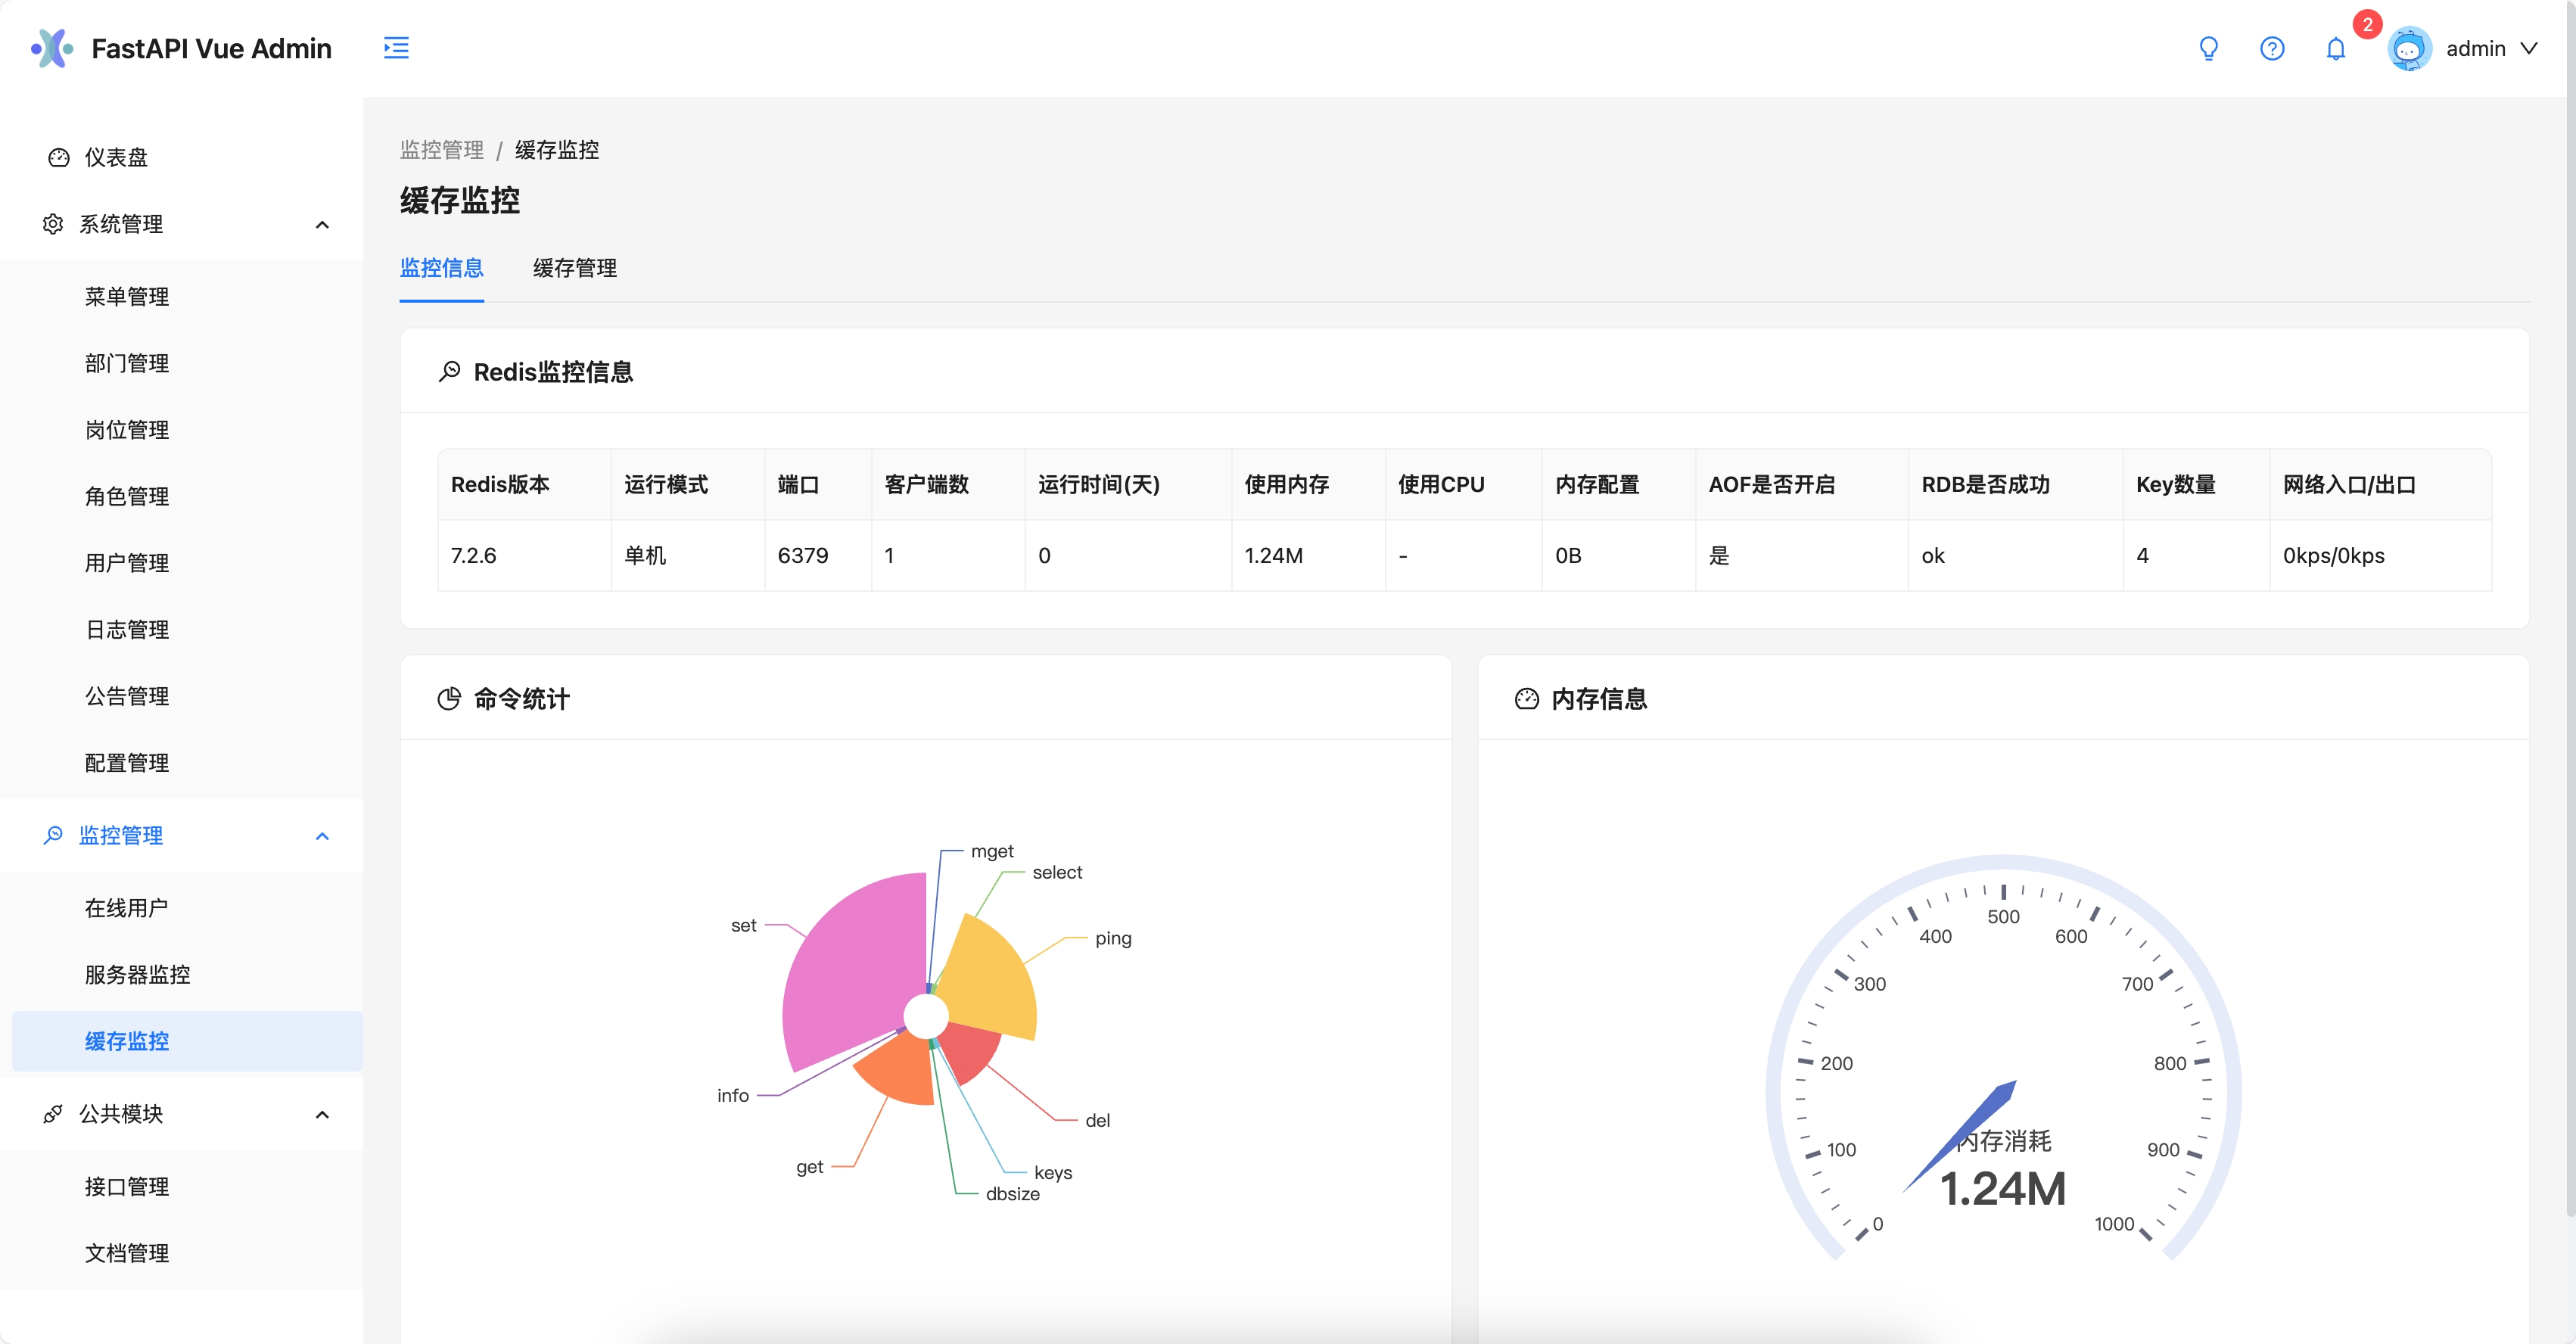 FastAPI Vue Admin
2
admin
仪表盘
系统管理
菜单管理
部门管理
岗位管理
角色管理
用户管理
日志管理
公告管理
配置管理
监控管理
在线用户
服务器监控
缓存监控
公共模块
接口管理
文档管理
监控管理 / 缓存监控
缓存监控
监控信息 缓存管理
Redis监控信息
Redis版本 运行模式 端口 客户端数 运行时间(天) 使用内存 使用CPU 内存配置 AOF是否开启 RDB是否成功 Key数量 网络入口/出口
7.2.6 单机 6379 1 0 1.24M - 0B 是 ok 4 0kps/0kps
命令统计
mget
select
ping
set
info
del
get
keys
dbsize
内存信息
0
100
200
300
400
500
600
700
800
900
1000
内存消耗
1.24M